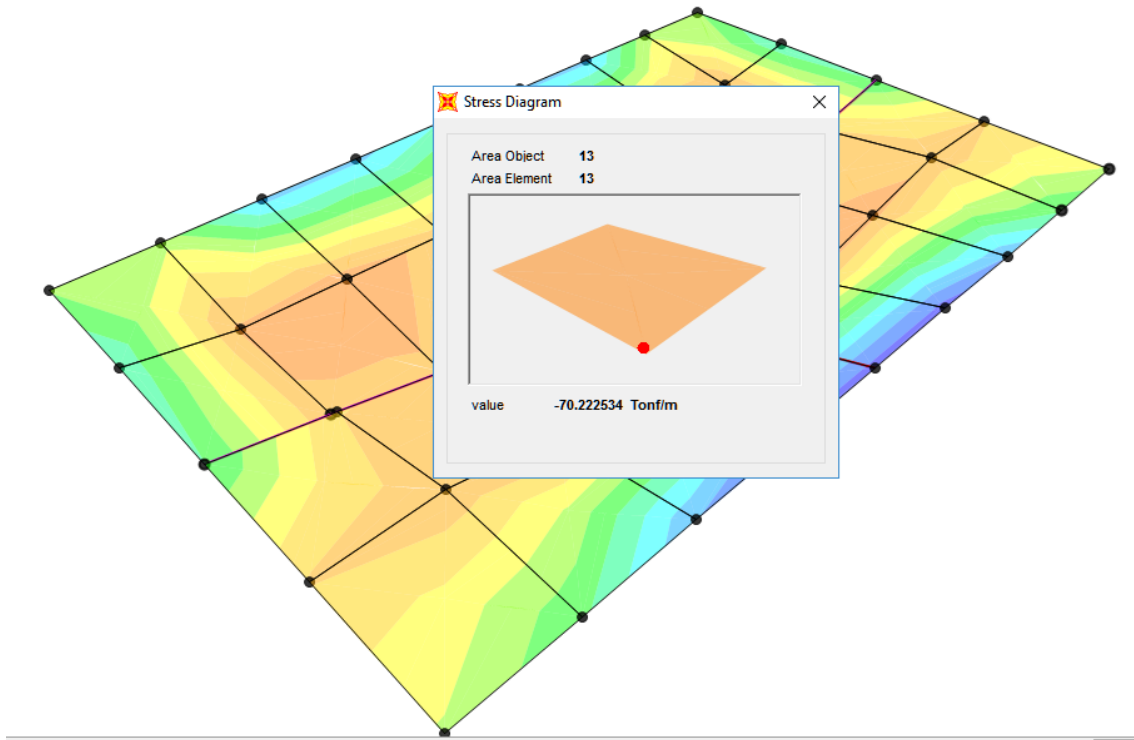 Stress Diagram
Area Object 13
Area Element 13
value -70.222534 Tonf/m